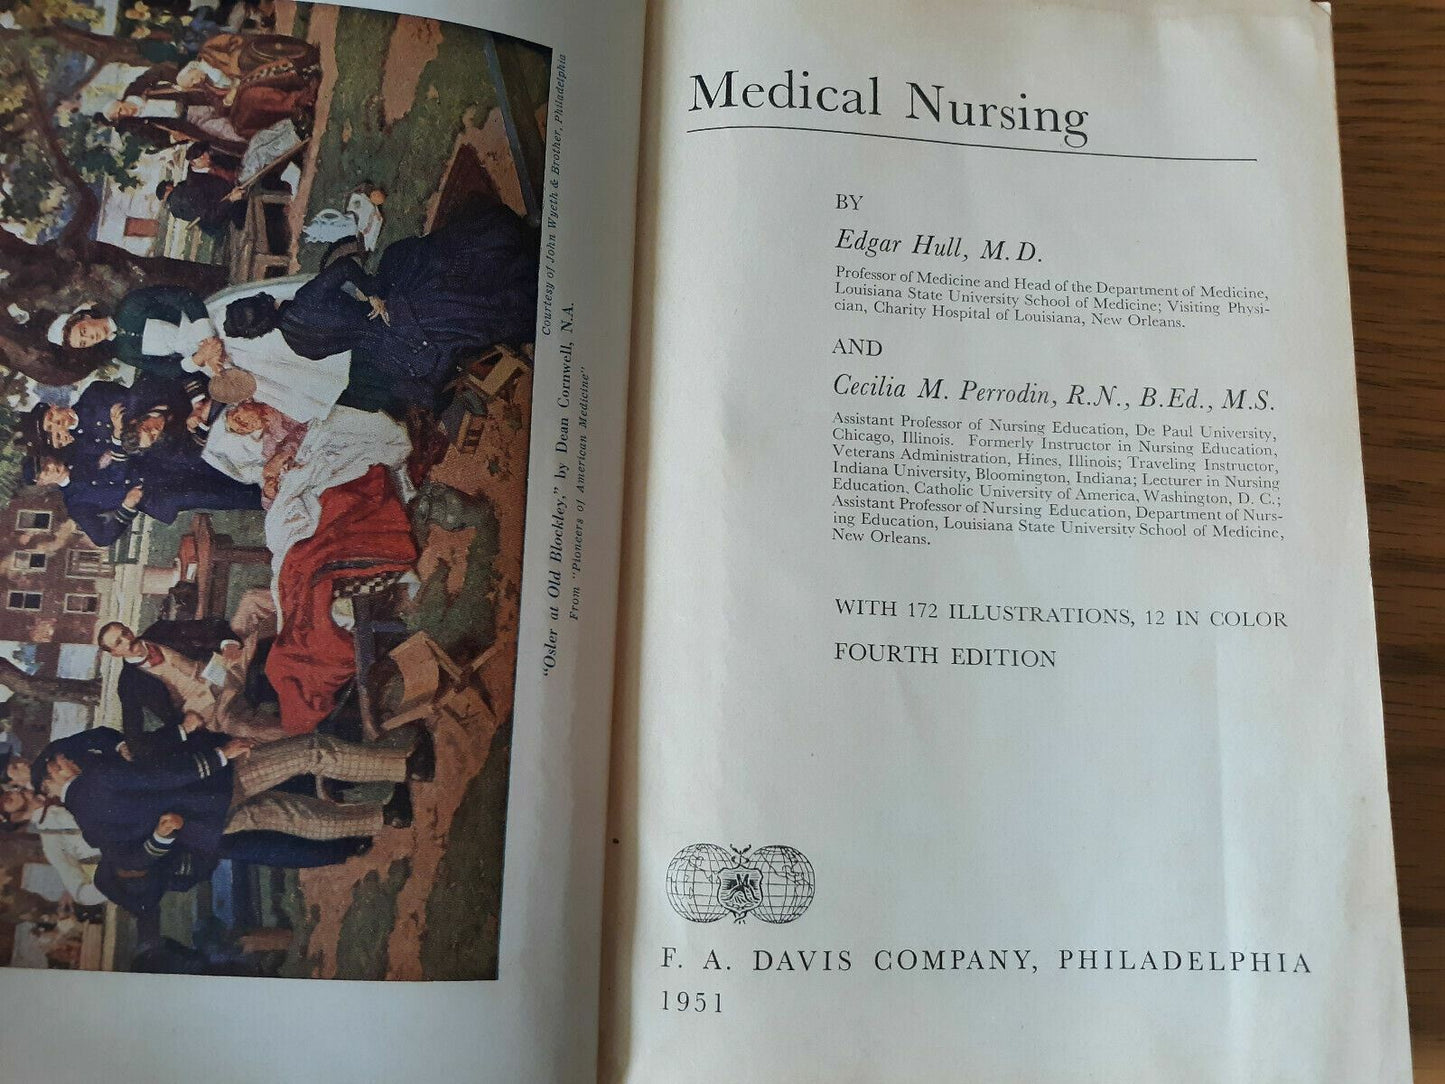 Courtesy of John Wyeth & Brother, Philadelphia
"Osler at Old Blockley," by Dean Cornwell, N.A.
From "Pioneers of American Medicine"
Medical Nursing
BY
Edgar Hull, M.D.
Professor of Medicine and Head of the Department of Medicine,
Louisiana State University School of Medicine; Visiting Physi-
cian, Charity Hospital of Louisiana, New Orleans.
AND
Cecilia M. Perrodin, R.N., B.Ed., M.S.
Assistant Professor of Nursing Education, De Paul University,
Chicago, Illinois. Formerly Instructor in Nursing Education,
Veterans Administration, Hines, Illinois; Traveling Instructor,
Indiana University, Bloomington, Indiana; Lecturer in Nursing
Education, Catholic University of America, Washington, D. C.;
Assistant Professor of Nursing Education, Department of Nurs-
ing Education, Louisiana State University School of Medicine,
New Orleans.
WITH 172 ILLUSTRATIONS, 12 IN COLOR
FOURTH EDITION
F. A. DAVIS COMPANY, PHILADELPHIA
1951